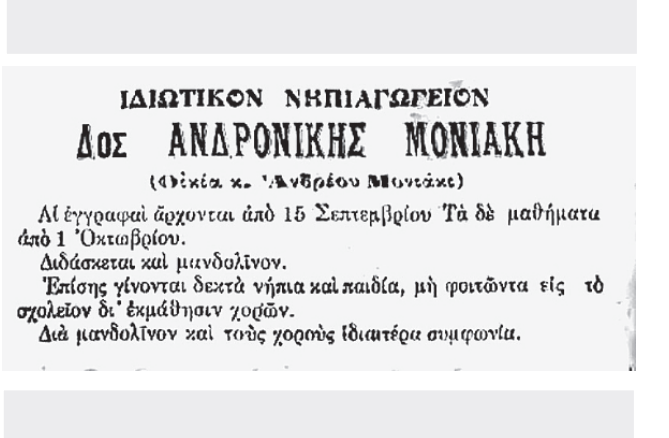 ΙΔΙΩΤΙΚΟΝ ΝΗΠΙΑΓΩΓΕΙΟΝ
Δος ΑΝΔΡΟΝΙΚΗΣ ΜΟΝΙΑΚΗ
(Οἰκία κ. Ἀνδρέου Μονιάκη)
Αἱ ἐγγραφαὶ ἄρχονται ἀπὸ 15 Σεπτεμβρίου Τὰ δὲ μαθήματα
ἀπὸ 1 Ὀκτωβρίου.
Διδάσκεται καὶ μανδολῖνον.
Ἐπίσης γίνονται δεκτὰ νήπια καὶ παιδία, μὴ φοιτῶντα εἰς τὸ
σχολεῖον δι' ἐκμάθησιν χορῶν.
Διὰ μανδολῖνον καὶ τοὺς χοροὺς ἰδιαιτέρα συμφωνία.